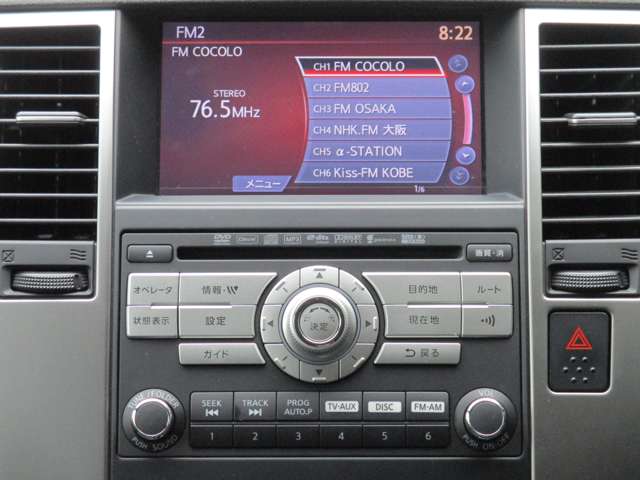 FM2 8:22
FM COCOLO
CH1 FM COCOLO
CH2 FM802
STEREO
76.5MHz
CH3 FM OSAKA
CH4 NHK.FM 大阪
CH5 α-STATION
CH6 Kiss-FM KOBE
メニュー
1/6
DVD MP3
画質・消
オペレータ 情報・ 目的地 ルート
状態表示 設定 決定 現在地
ガイド 戻る
TUNE/FOLDER
PUSH SOUND
SEEK TRACK PROG AUTO.P TV-AUX DISC FM-AM
1 2 3 4 5 6
VOL
PUSH ON·OFF